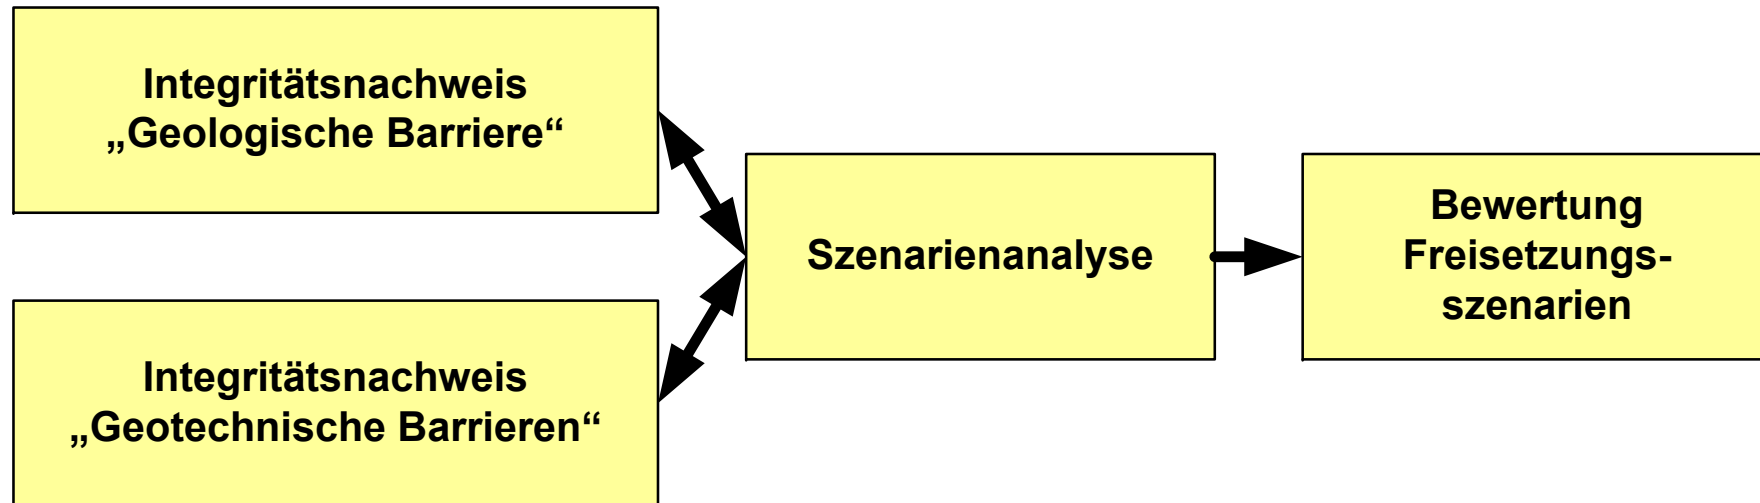 Integritätsnachweis
„Geologische Barriere“
Integritätsnachweis
„Geotechnische Barrieren“
Szenarienanalyse
Bewertung
Freisetzungs-
szenarien